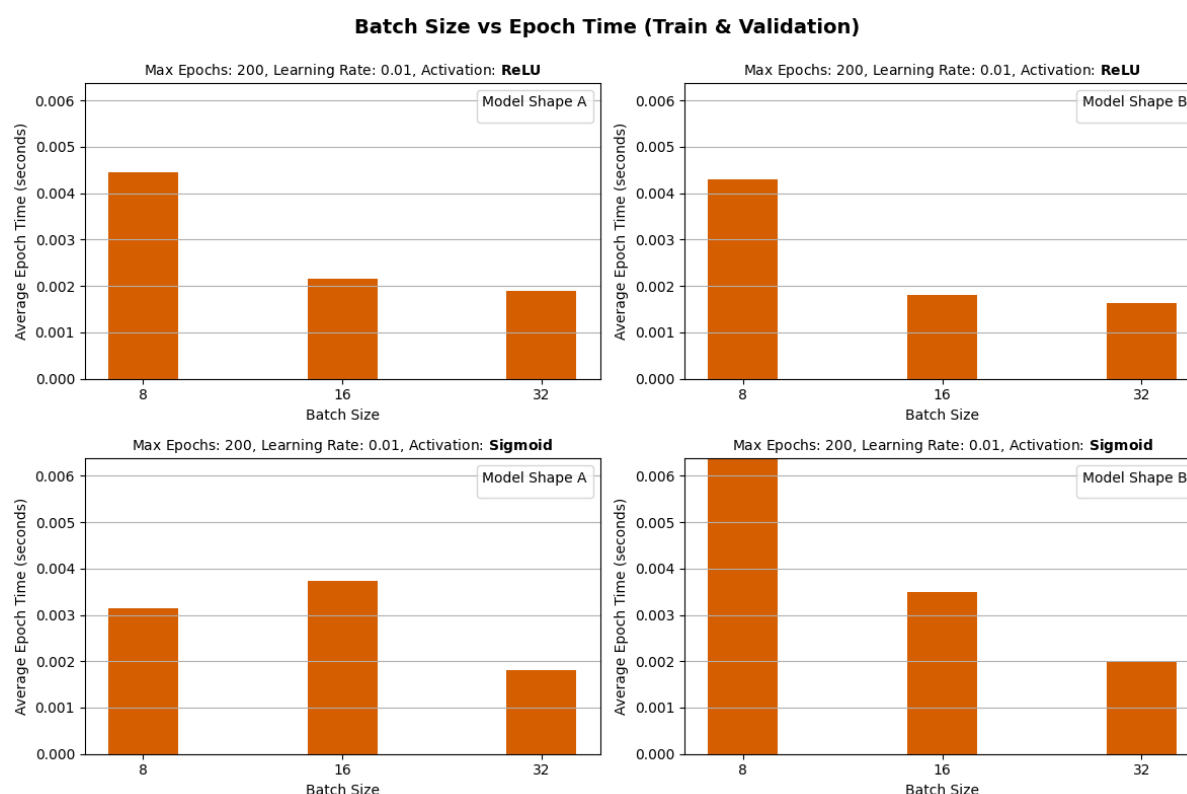 Batch Size vs Epoch Time (Train & Validation)
Max Epochs: 200, Learning Rate: 0.01, Activation: ReLU
Model Shape A
Average Epoch Time (seconds)
0.006
0.005
0.004
0.003
0.002
0.001
0.000
8 16 32
Batch Size
Max Epochs: 200, Learning Rate: 0.01, Activation: ReLU
Model Shape B
Average Epoch Time (seconds)
0.006
0.005
0.004
0.003
0.002
0.001
0.000
8 16 32
Batch Size
Max Epochs: 200, Learning Rate: 0.01, Activation: Sigmoid
Model Shape A
Average Epoch Time (seconds)
0.006
0.005
0.004
0.003
0.002
0.001
0.000
8 16 32
Batch Size
Max Epochs: 200, Learning Rate: 0.01, Activation: Sigmoid
Model Shape B
Average Epoch Time (seconds)
0.006
0.005
0.004
0.003
0.002
0.001
0.000
8 16 32
Batch Size